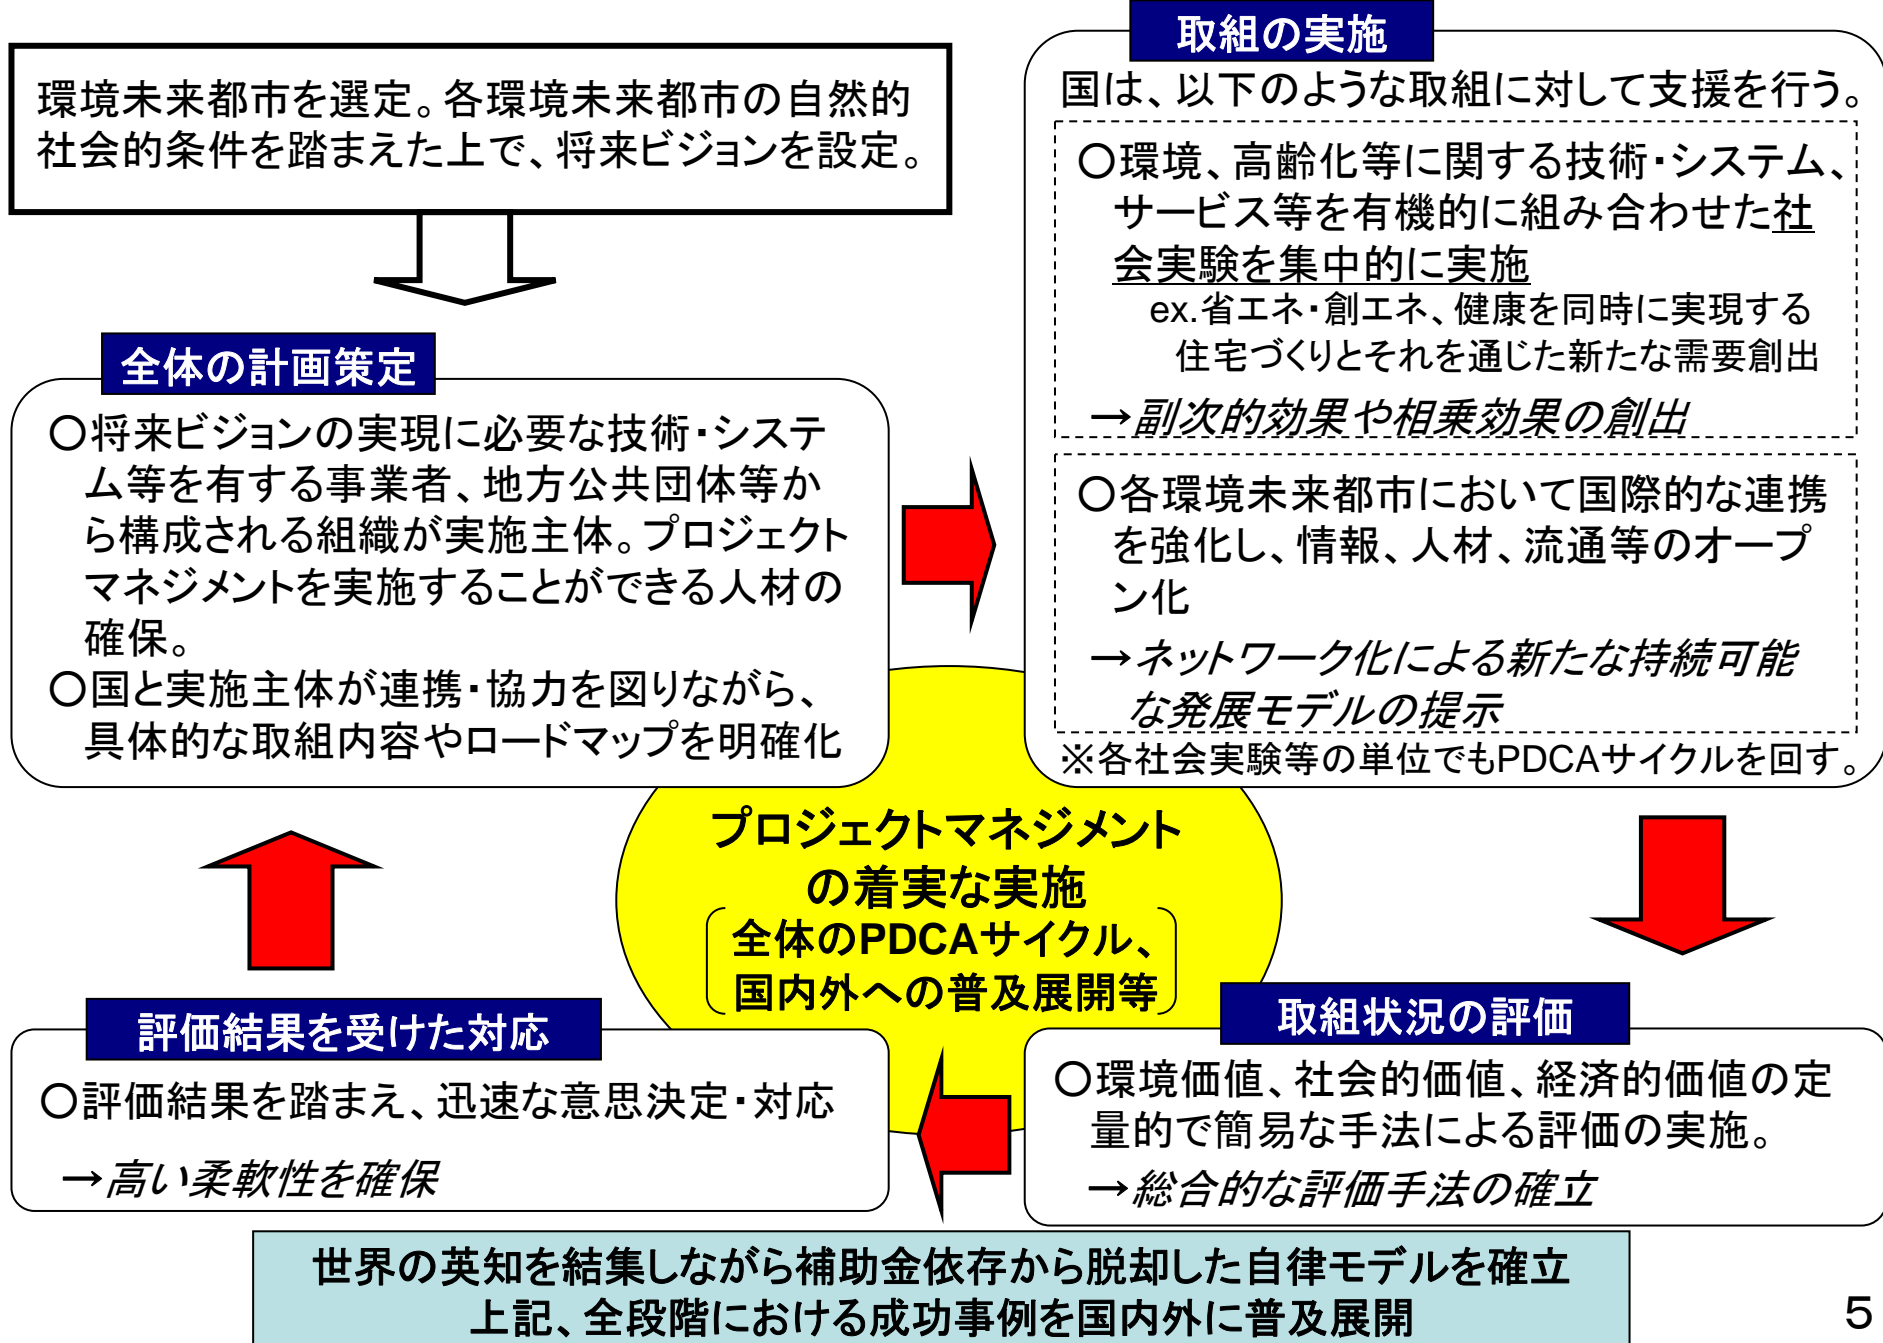 環境未来都市を選定。各環境未来都市の自然的
社会的条件を踏まえた上で、将来ビジョンを設定。
全体の計画策定
○将来ビジョンの実現に必要な技術・システ
ム等を有する事業者、地方公共団体等か
ら構成される組織が実施主体。プロジェクト
マネジメントを実施することができる人材の
確保。
○国と実施主体が連携・協力を図りながら、
具体的な取組内容やロードマップを明確化
取組の実施
国は、以下のような取組に対して支援を行う。
○環境、高齢化等に関する技術・システム、
サービス等を有機的に組み合わせた社
会実験を集中的に実施
ex.省エネ・創エネ、健康を同時に実現する
住宅づくりとそれを通じた新たな需要創出
→副次的効果や相乗効果の創出
○各環境未来都市において国際的な連携
を強化し、情報、人材、流通等のオープ
ン化
→ネットワーク化による新たな持続可能
な発展モデルの提示
※各社会実験等の単位でもPDCAサイクルを回す。
プロジェクトマネジメント
の着実な実施
全体のPDCAサイクル、
国内外への普及展開等
取組状況の評価
○環境価値、社会的価値、経済的価値の定
量的で簡易な手法による評価の実施。
→総合的な評価手法の確立
評価結果を受けた対応
○評価結果を踏まえ、迅速な意思決定・対応
→高い柔軟性を確保
世界の英知を結集しながら補助金依存から脱却した自律モデルを確立
上記、全段階における成功事例を国内外に普及展開
5